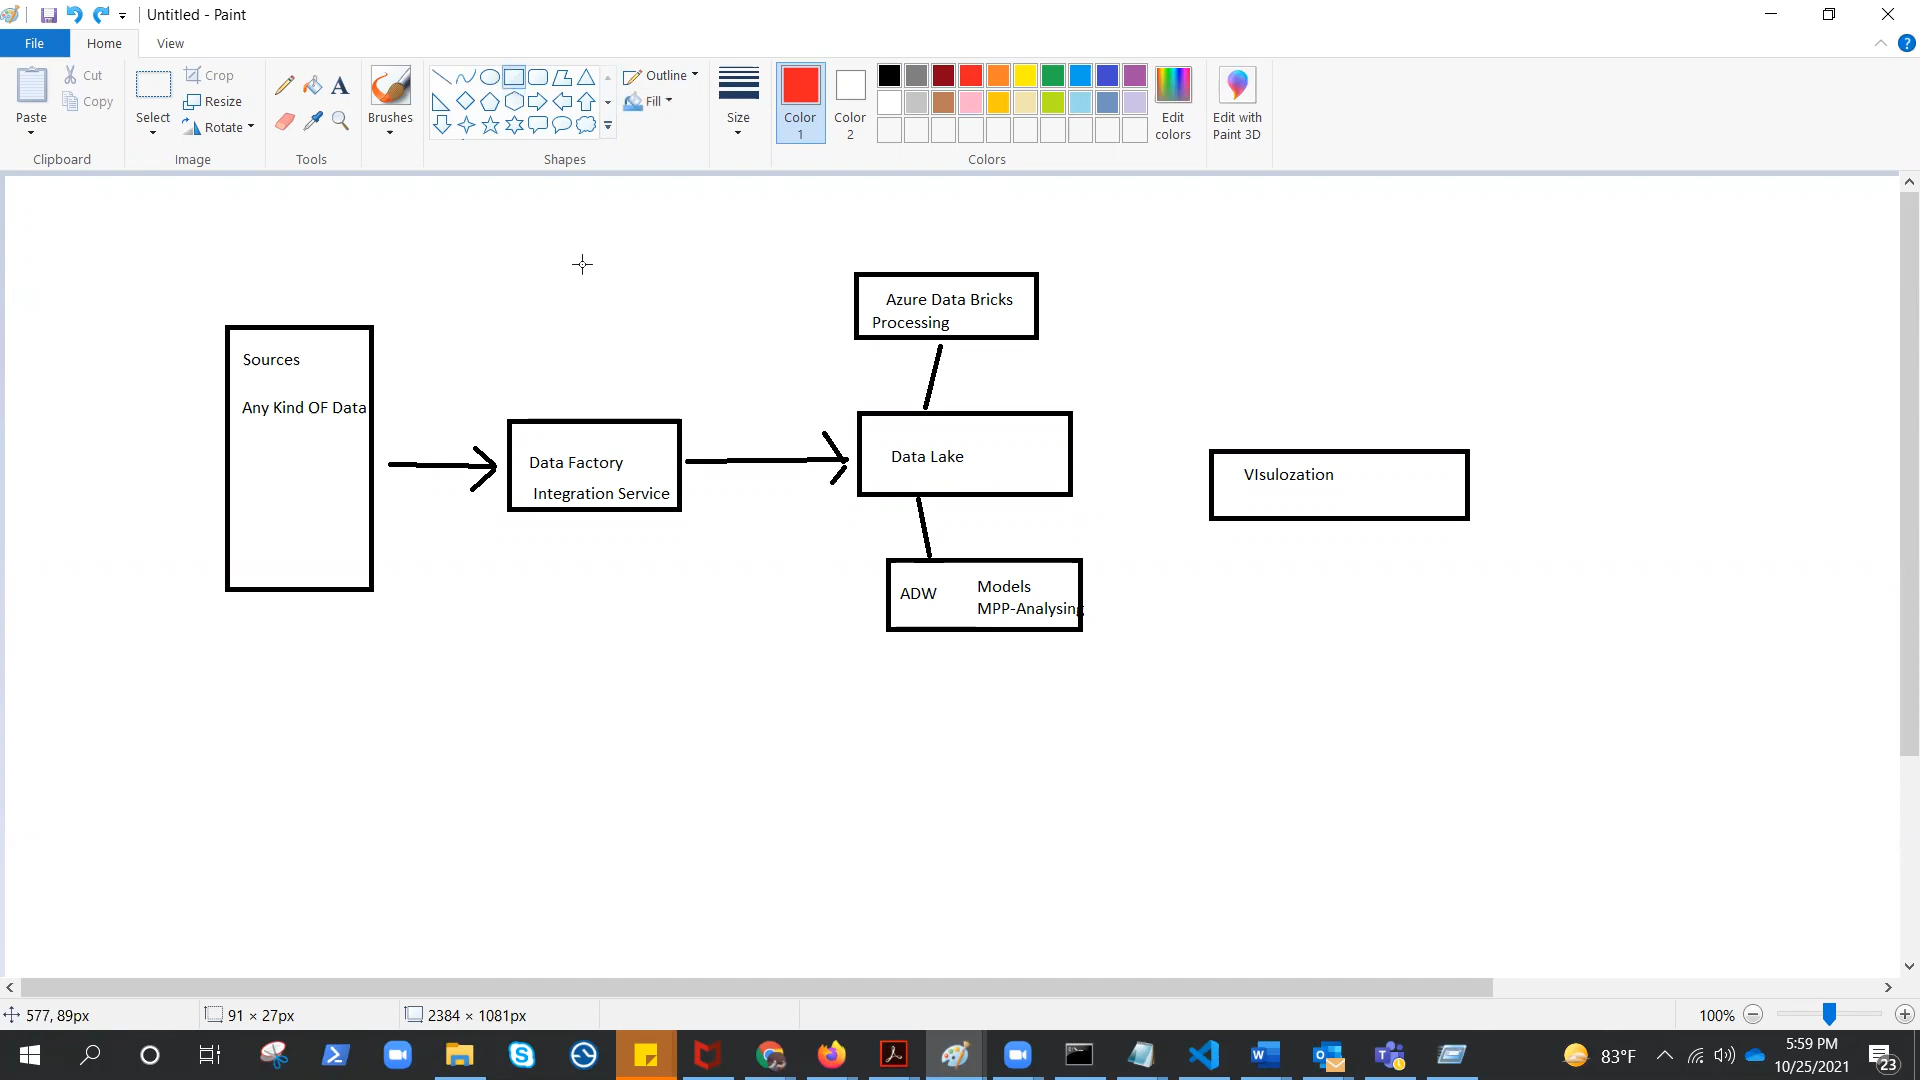 Untitled - Paint
File
Home
View
Paste
Cut
Copy
Clipboard
Select
Crop
Resize
Rotate
Image
A
Tools
Brushes
Outline
Fill
Shapes
Size
Color
1
Color
2
Colors
Edit
colors
Edit with
Paint 3D
Azure Data Bricks
Processing
Sources
Any Kind OF Data
Data Factory
Integration Service
Data Lake
VIsulozation
ADW
Models
MPP-Analysing
577, 89px
91 × 27px
2384 × 1081px
100%
83°F
5:59 PM
10/25/2021
23